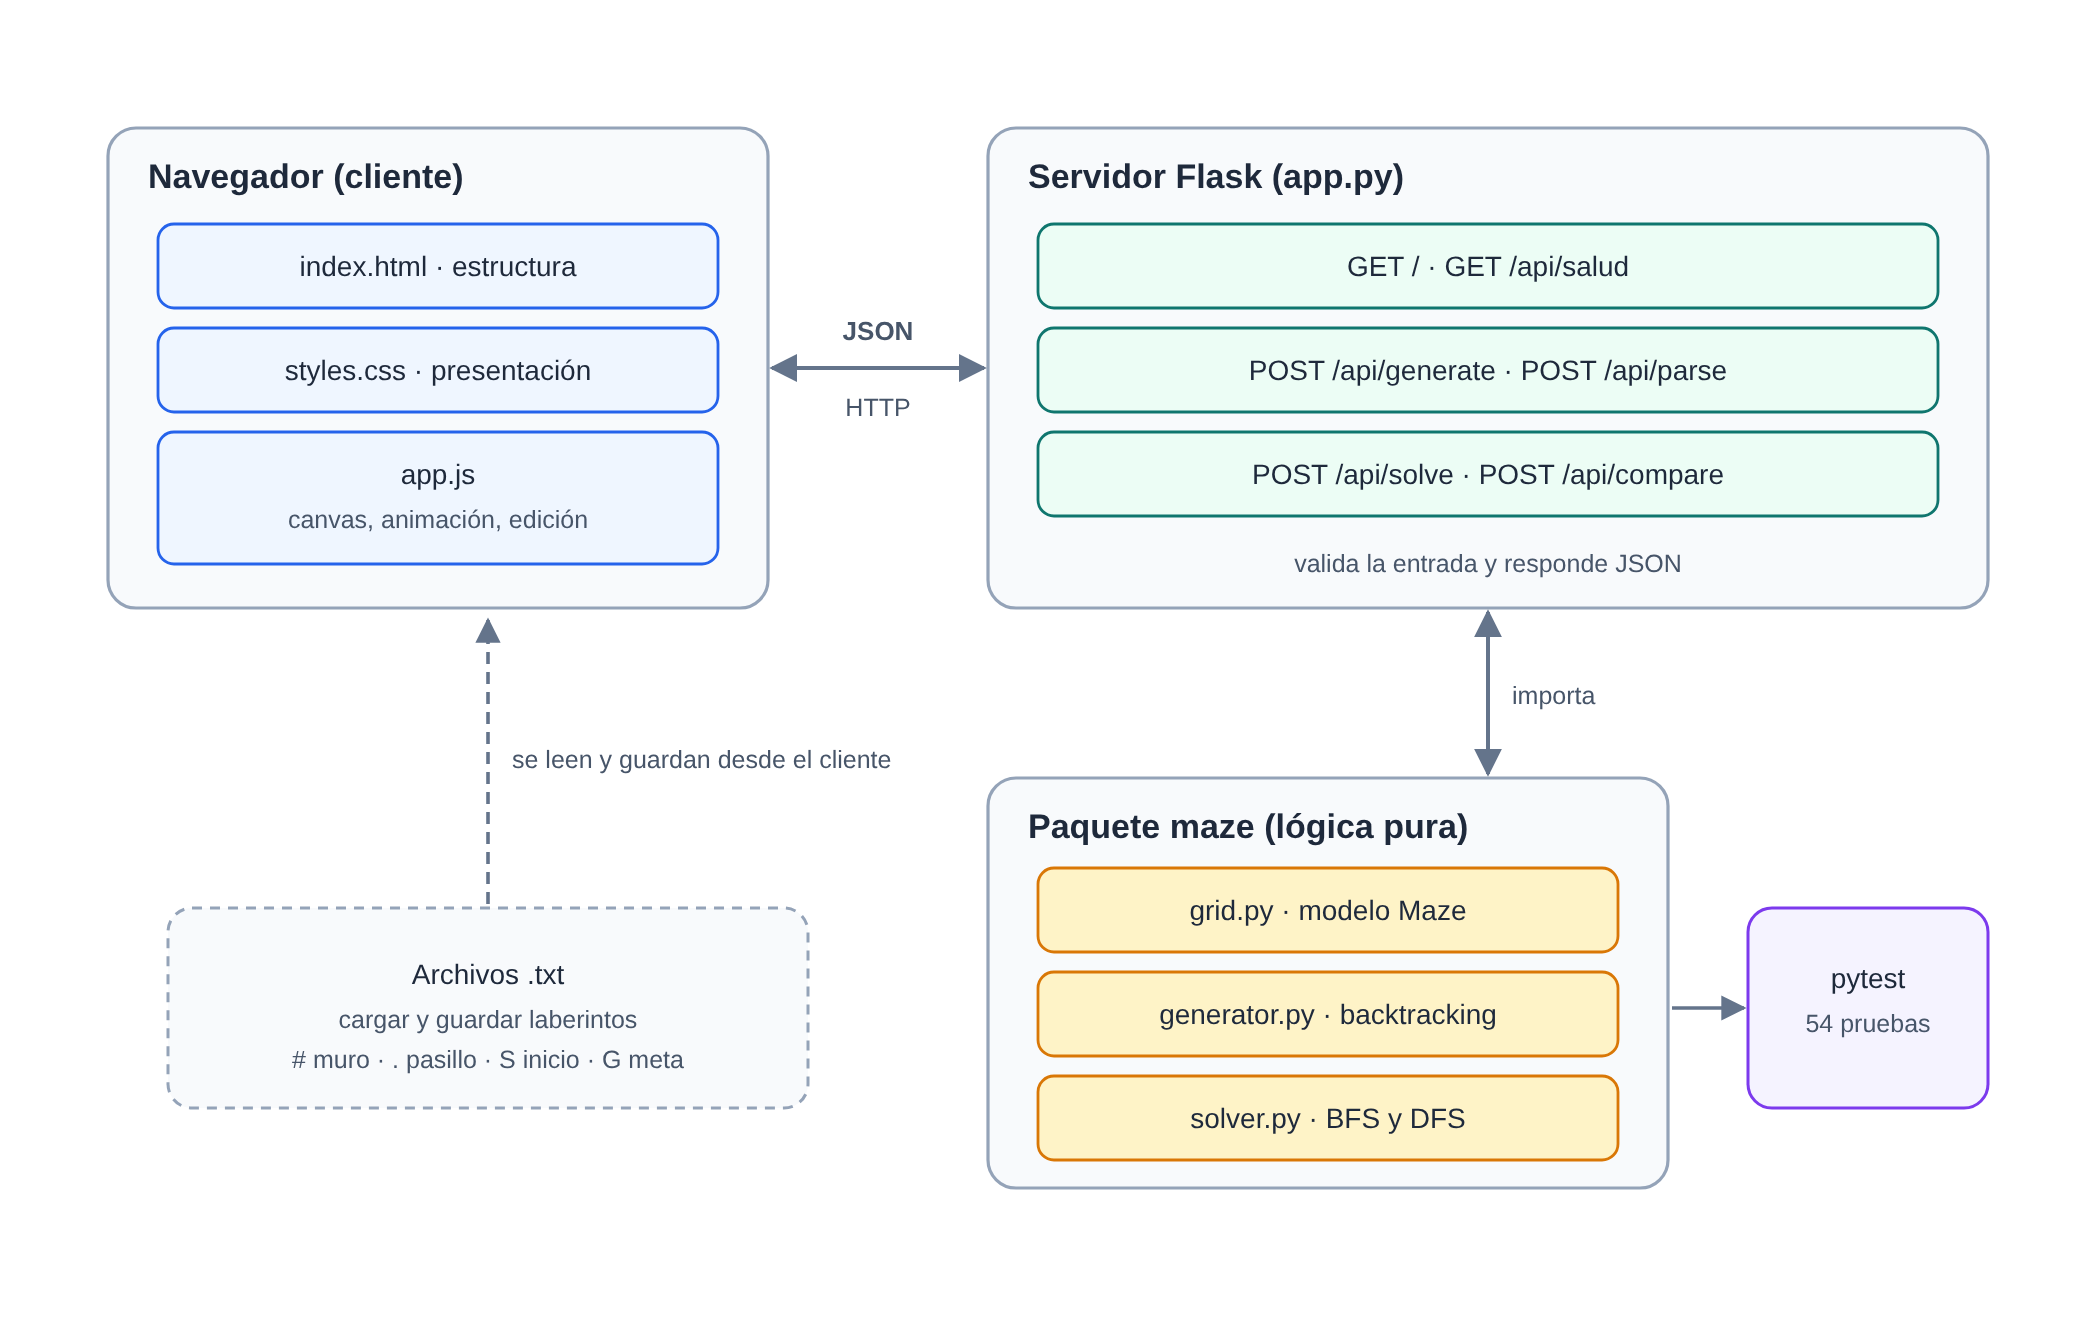 Navegador (cliente)
index.html · estructura
styles.css · presentación
app.js
canvas, animación, edición
JSON
HTTP
Servidor Flask (app.py)
GET / · GET /api/salud
POST /api/generate · POST /api/parse
POST /api/solve · POST /api/compare
valida la entrada y responde JSON
se leen y guardan desde el cliente
importa
Archivos .txt
cargar y guardar laberintos
# muro · . pasillo · S inicio · G meta
Paquete maze (lógica pura)
grid.py · modelo Maze
generator.py · backtracking
solver.py · BFS y DFS
pytest
54 pruebas